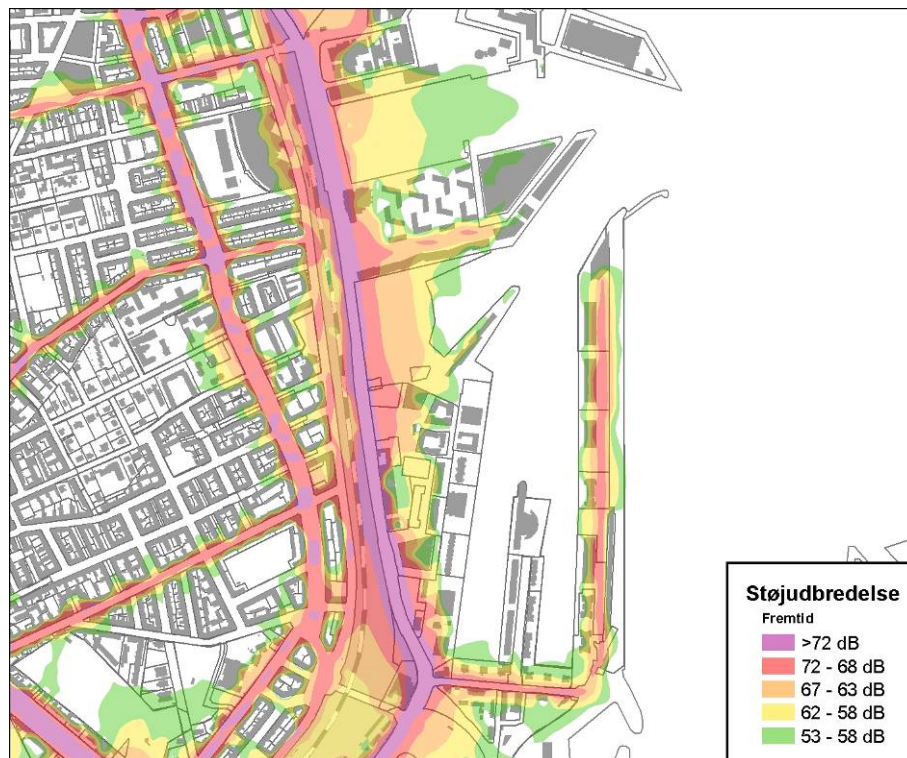 Støjudbredelse
Fremtid
>72 dB
72 - 68 dB
67 - 63 dB
62 - 58 dB
53 - 58 dB